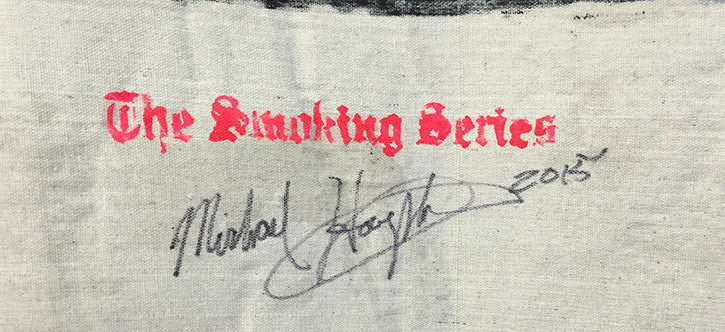 The Smoking Series
Michael 2015